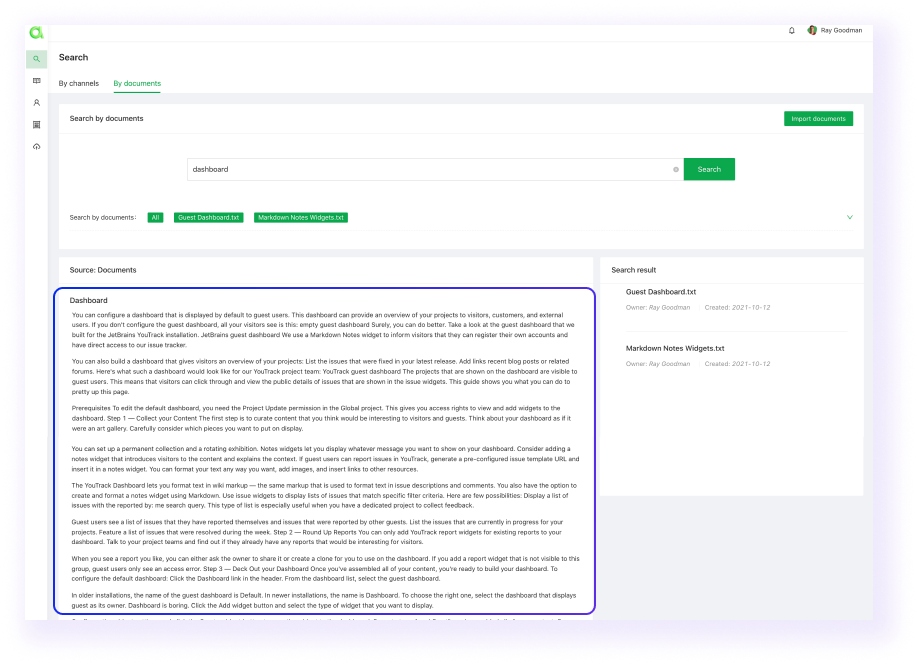 Ray Goodman
Search
By channels By documents
Search by documents
Import documents
dashboard
Search
Search by documents: All Guest Dashboard.txt Markdown Notes Widgets.txt
Source: Documents
Search result
Dashboard
You can configure a dashboard that is displayed by default to guest users. This dashboard can provide an overview of your projects to visitors, customers, and external
users. If you don't configure the guest dashboard, all your visitors see is this: empty guest dashboard Surely, you can do better. Take a look at the guest dashboard that we
built for the JetBrains YouTrack installation. JetBrains guest dashboard We use a Markdown Notes widget to inform visitors that they can register their own accounts and
have direct access to our issue tracker.
You can also build a dashboard that gives visitors an overview of your projects: List the issues that were fixed in your latest release. Add links recent blog posts or related
forums. Here's what such a dashboard would look like for our YouTrack project team: YouTrack guest dashboard The projects that are shown on the dashboard are visible to
guest users. This means that visitors can click through and view the public details of issues that are shown in the issue widgets. This guide shows you what you can do to
pretty up this page.
Prerequisites To edit the default dashboard, you need the Project Update permission in the Global project. This gives you access rights to view and add widgets to the
dashboard. Step 1 — Collect your Content The first step is to curate content that you think would be interesting to visitors and guests. Think about your dashboard as if it
were an art gallery. Carefully consider which pieces you want to put on display.
You can set up a permanent collection and a rotating exhibition. Notes widgets let you display whatever message you want to show on your dashboard. Consider adding a
notes widget that introduces visitors to the content and explains the context. If guest users can report issues in YouTrack, generate a pre-configured issue template URL and
insert it in a notes widget. You can format your text any way you want, add images, and insert links to other resources.
The YouTrack Dashboard lets you format text in wiki markup — the same markup that is used to format text in issue descriptions and comments. You also have the option to
create and format a notes widget using Markdown. Use issue widgets to display lists of issues that match specific filter criteria. Here are few possibilities: Display a list of
issues with the reported by: me search query. This type of list is especially useful when you have a dedicated project to collect feedback.
Guest users see a list of issues that they have reported themselves and issues that were reported by other guests. List the issues that are currently in progress for your
projects. Feature a list of issues that were resolved during the week. Step 2 — Round Up Reports You can only add YouTrack report widgets for existing reports to your
dashboard. Talk to your project teams and find out if they already have any reports that would be interesting for visitors.
When you see a report you like, you can either ask the owner to share it or create a clone for you to use on the dashboard. If you add a report widget that is not visible to this
group, guest users only see an access error. Step 3 — Deck Out your Dashboard Once you've assembled all of your content, you're ready to build your dashboard. To
configure the default dashboard: Click the Dashboard link in the header. From the dashboard list, select the guest dashboard.
In older installations, the name of the guest dashboard is Default. In newer installations, the name is Dashboard. To choose the right one, select the dashboard that displays
guest as its owner. Dashboard is boring. Click the Add widget button and select the type of widget that you want to display.
Guest Dashboard.txt
Owner: Ray Goodman Created: 2021-10-12
Markdown Notes Widgets.txt
Owner: Ray Goodman Created: 2021-10-12